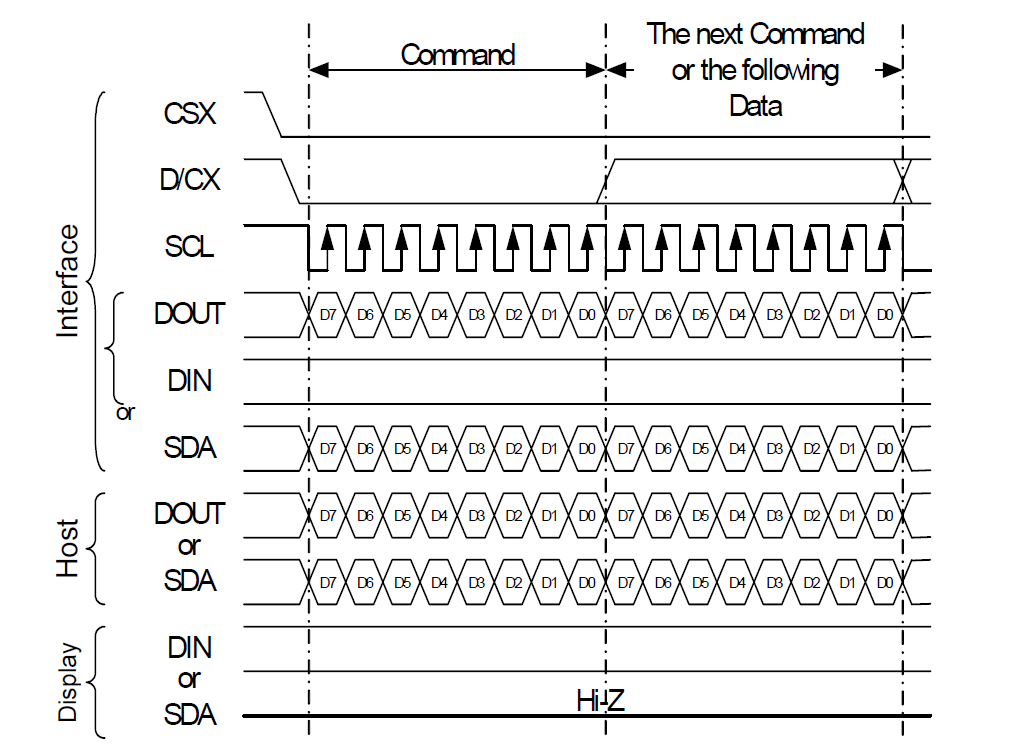 Command
The next Command
or the following
Data
Interface
CSX
D/CX
SCL
DOUT
D7 D6 D5 D4 D3 D2 D1 D0 D7 D6 D5 D4 D3 D2 D1 D0
DIN
or
SDA
D7 D6 D5 D4 D3 D2 D1 D0 D7 D6 D5 D4 D3 D2 D1 D0
Host
DOUT
D7 D6 D5 D4 D3 D2 D1 D0 D7 D6 D5 D4 D3 D2 D1 D0
or
SDA
D7 D6 D5 D4 D3 D2 D1 D0 D7 D6 D5 D4 D3 D2 D1 D0
Display
DIN
or
SDA
Hi-Z